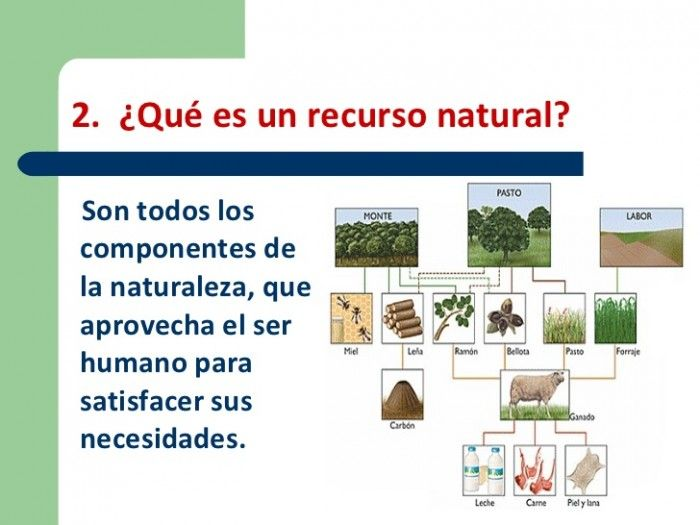 2. ¿Qué es un recurso natural?
Son todos los
componentes de
la naturaleza, que
aprovecha el ser
humano para
satisfacer sus
necesidades.
MONTE
PASTO
LABOR
Miel
Leña
Ramón
Bellota
Pasto
Forraje
Carbón
Ganado
Leche
Carne
Piel y lana